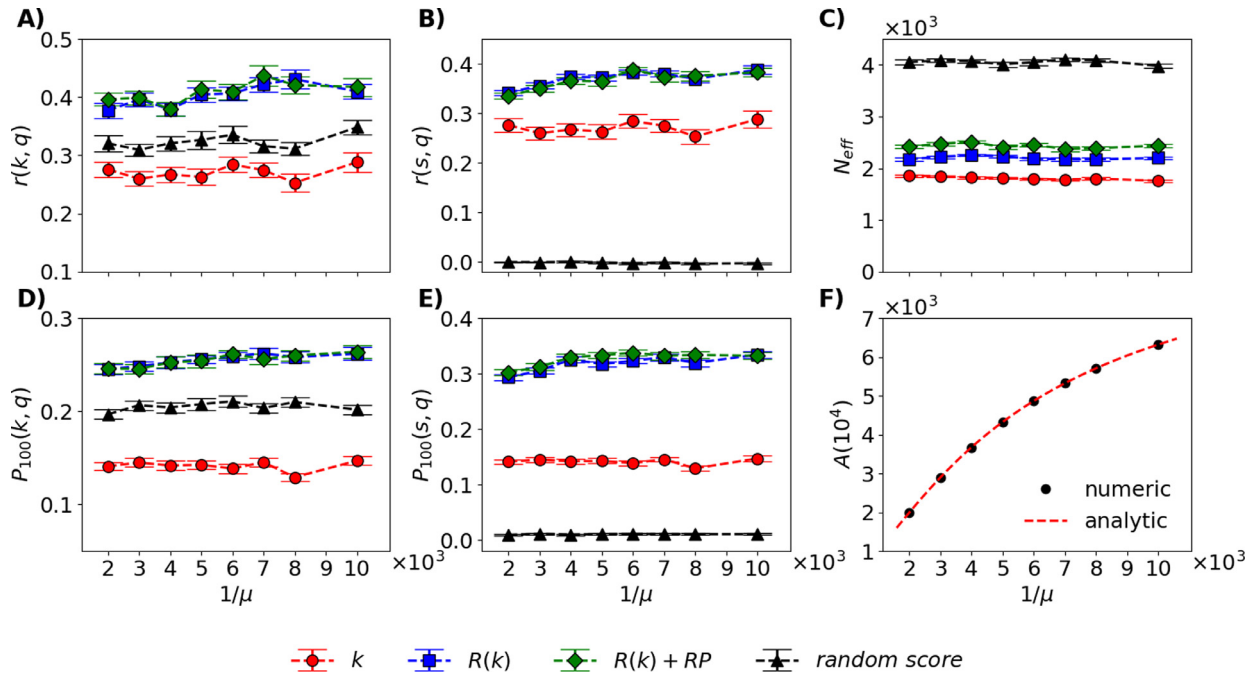 A)
B)
C)
×10³
0.5
0.4
0.3
0.2
0.1
r(k, q)
0.4
0.3
0.2
0.1
0.0
r(s, q)
4
3
2
1
0
N_eff
D)
E)
F)
×10³
0.3
0.2
0.1
P₁₀₀(k, q)
0.4
0.3
0.2
0.1
0.0
P₁₀₀(s, q)
7
6
5
4
3
2
1
A(10⁴)
numeric
analytic
2 3 4 5 6 7 8 9 10 ×10³
2 3 4 5 6 7 8 9 10 ×10³
2 3 4 5 6 7 8 9 10 ×10³
1/μ
1/μ
1/μ
k R(k) R(k) + RP random score